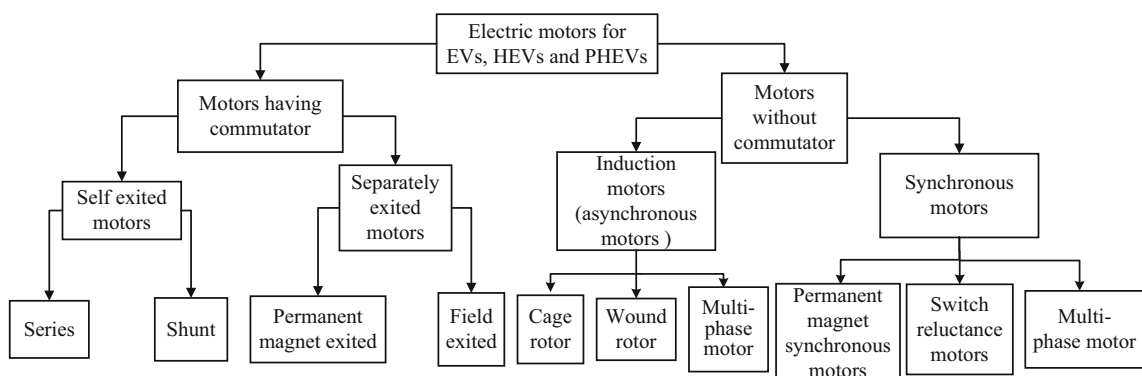 Electric motors for
EVs, HEVs and PHEVs
Motors having
commutator
Motors
without
commutator
Self exited
motors
Separately
exited
motors
Induction
motors
(asynchronous
motors )
Synchronous
motors
Series
Shunt
Permanent
magnet exited
Field
exited
Cage
rotor
Wound
rotor
Multi-
phase
motor
Permanent
magnet
synchronous
motors
Switch
reluctance
motors
Multi-
phase motor